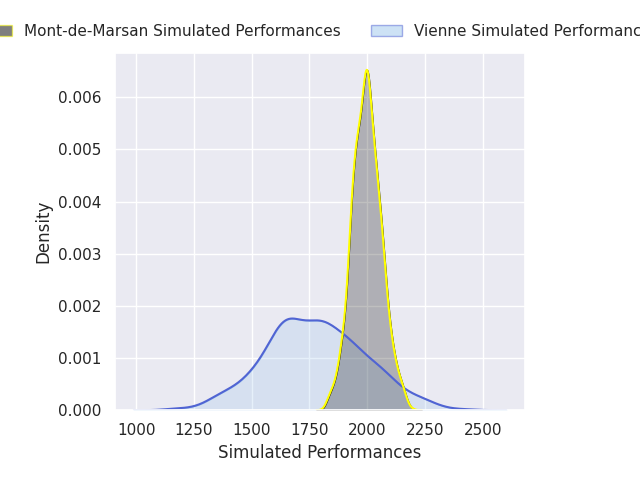 Mont-de-Marsan Simulated Performances Vienne Simulated Performanc
0.006
0.005
0.004
0.003
0.002
0.001
0.000
Density
1000 1250 1500 1750 2000 2250 2500
Simulated Performances